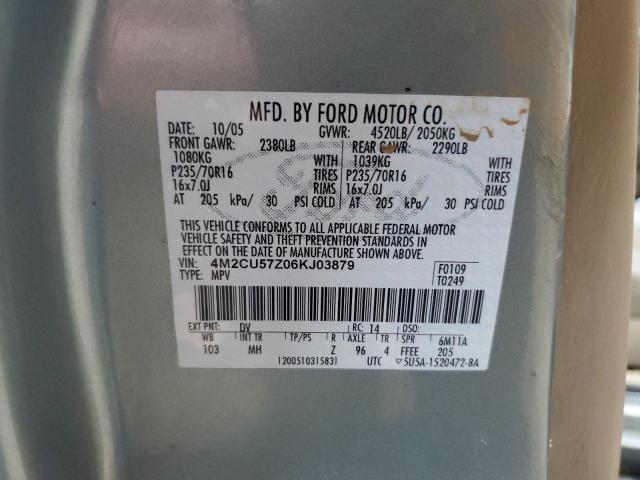 MFD. BY FORD MOTOR CO.
DATE: 10/05 GVWR: 4520LB/ 2050KG
FRONT GAWR: 2380LB REAR GAWR: 2290LB
1080KG WITH 1039KG WITH
P235/70R16 TIRES P235/70R16 TIRES
16x7.0J RIMS 16x7.0J RIMS
AT 205 kPa/ 30 PSI COLD AT 205 kPa/ 30 PSI COLD
THIS VEHICLE CONFORMS TO ALL APPLICABLE FEDERAL MOTOR
VEHICLE SAFETY AND THEFT PREVENTION STANDARDS IN
EFFECT ON THE DATE OF MANUFACTURE SHOWN ABOVE.
VIN: 4M2CU57Z06KJ03879 F0109
TYPE: MPV T0249
EXT PNT: DV RC: 14 DSO:
WB INT TR TP/PS R AXLE TR SPR 6M11A
103 MH Z 96 4 FFEE 205
120051031583! UTC ▽5U5A-1520472-BA
Ford